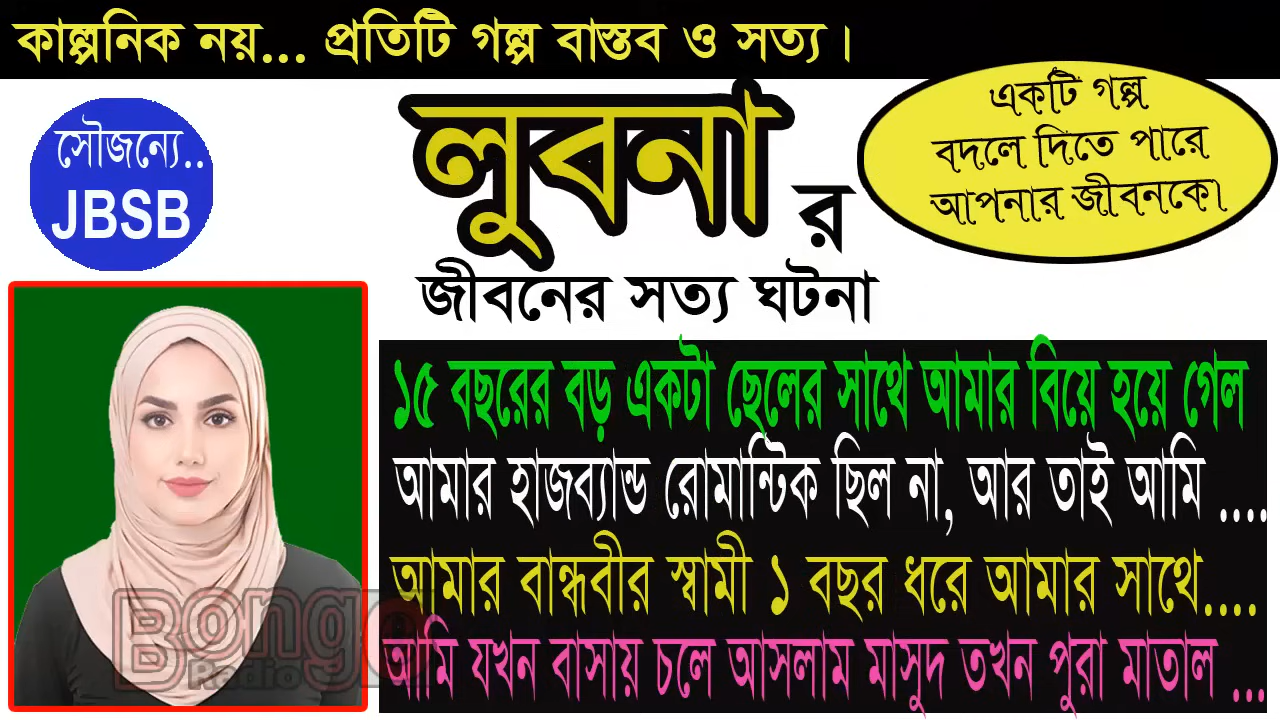 কাল্পনিক নয়... প্রতিটি গল্প বাস্তব ও সত্য।
সৌজন্যে..
JBSB
লুবনা র
জীবনের সত্য ঘটনা
একটি গল্প
বদলে দিতে পারে
আপনার জীবনকে।
১৫ বছরের বড় একটা ছেলের সাথে আমার বিয়ে হয়ে গেল
আমার হাজব্যান্ড রোমান্টিক ছিল না, আর তাই আমি ....
আমার বান্ধবীর স্বামী ১ বছর ধরে আমার সাথে....
আমি যখন বাসায় চলে আসলাম মাসুদ তখন পুরা মাতাল ...
Bongo
Radio